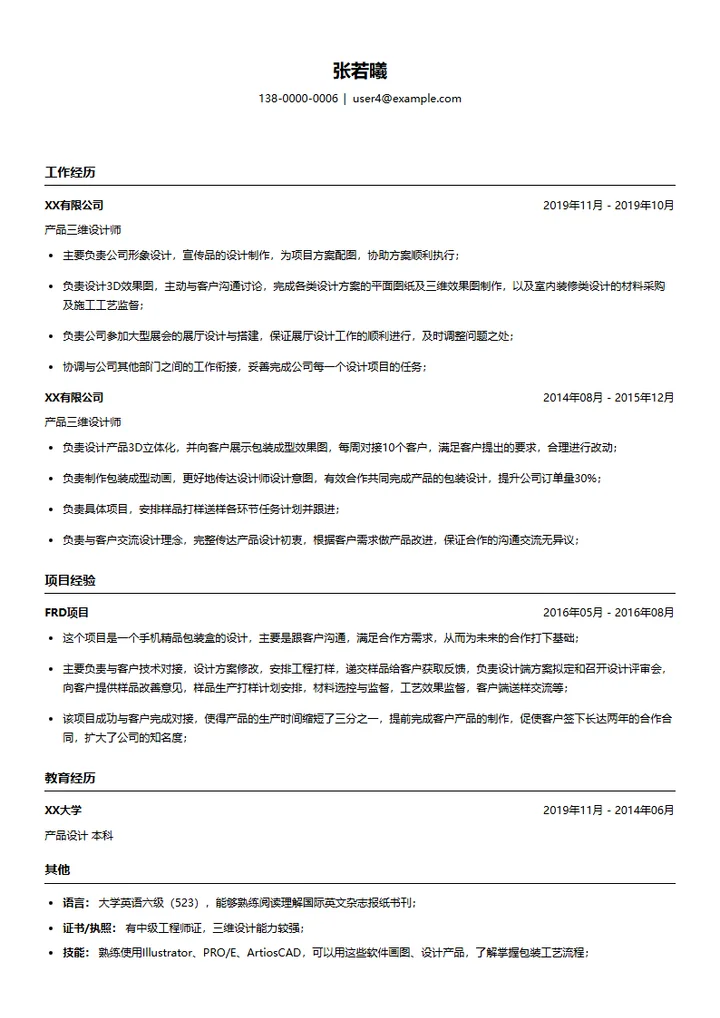 张若曦
138-0000-0006 | user4@example.com
工作经历
XX有限公司 2019年11月 - 2019年10月
产品三维设计师
• 主要负责公司形象设计，宣传品的设计制作，为项目方案配图，协助方案顺利执行；
• 负责设计3D效果图，主动与客户沟通讨论，完成各类设计方案的平面图纸及三维效果图制作，以及室内装修类设计的材料采购
及施工工艺监督；
• 负责公司参加大型展会的展厅设计与搭建，保证展厅设计工作的顺利进行，及时调整问题之处；
• 协调与公司其他部门之间的工作衔接，妥善完成公司每一个设计项目的任务；
XX有限公司 2014年08月 - 2015年12月
产品三维设计师
• 负责设计产品3D立体化，并向客户展示包装成型效果图，每周对接10个客户，满足客户提出的要求，合理进行改动；
• 负责制作包装成型动画，更好地传达设计师设计意图，有效合作共同完成产品的包装设计，提升公司订单量30%；
• 负责具体项目，安排样品打样送样各环节任务计划并跟进；
• 负责与客户交流设计理念，完整传达产品设计初衷，根据客户需求做产品改进，保证合作的沟通交流无异议；
项目经验
FRD项目 2016年05月 - 2016年08月
• 这个项目是一个手机精品包装盒的设计，主要是跟客户沟通，满足合作方需求，从而为未来的合作打下基础；
• 主要负责与客户技术对接，设计方案修改，安排工程打样，递交样品给客户获取反馈，负责设计端方案拟定和召开设计评审会，
向客户提供样品改善意见，样品生产打样计划安排，材料选控与监督，工艺效果监督，客户端送样交流等；
• 该项目成功与客户完成对接，使得产品的生产时间缩短了三分之一，提前完成客户产品的制作，促使客户签下长达两年的合作合
同，扩大了公司的知名度；
教育经历
XX大学 2019年11月 - 2014年06月
产品设计 本科
其他
• 语言： 大学英语六级（523），能够熟练阅读理解国际英文杂志报纸书刊；
• 证书/执照： 有中级工程师证，三维设计能力较强；
• 技能： 熟练使用Illustrator、PRO/E、ArtiosCAD，可以用这些软件画图、设计产品，了解掌握包装工艺流程；